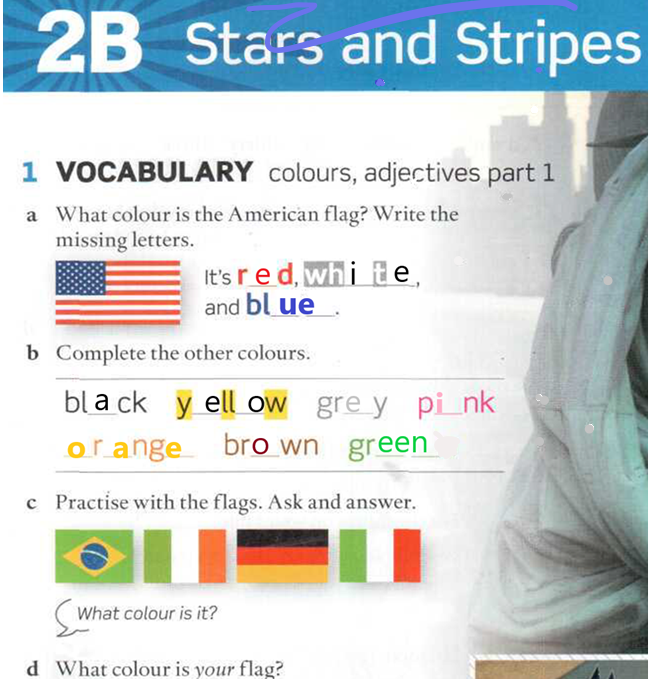 2B Stars and Stripes
1 VOCABULARY colours, adjectives part 1
a What colour is the American flag? Write the
missing letters.
It's red, white,
and blue.
b Complete the other colours.
black yellow grey pink
orange brown green
c Practise with the flags. Ask and answer.
What colour is it?
d What colour is your flag?